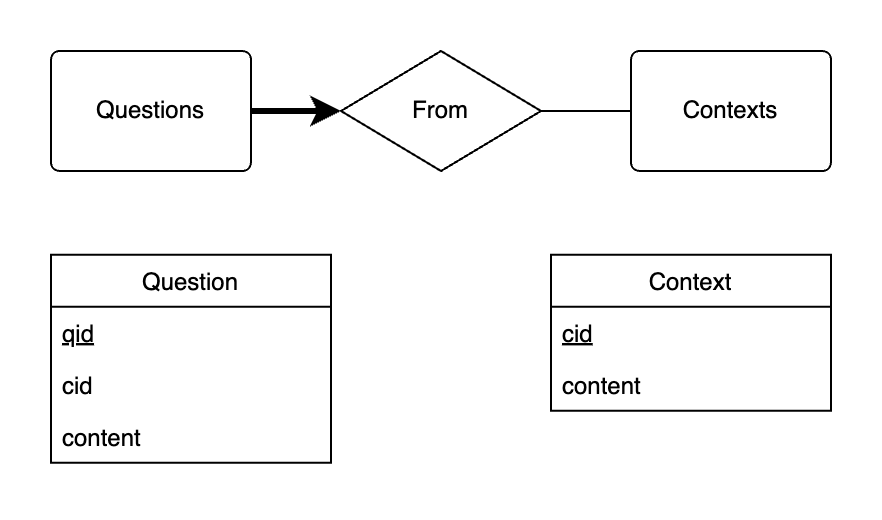 Questions
From
Contexts
Question
qid
cid
content
Context
cid
content